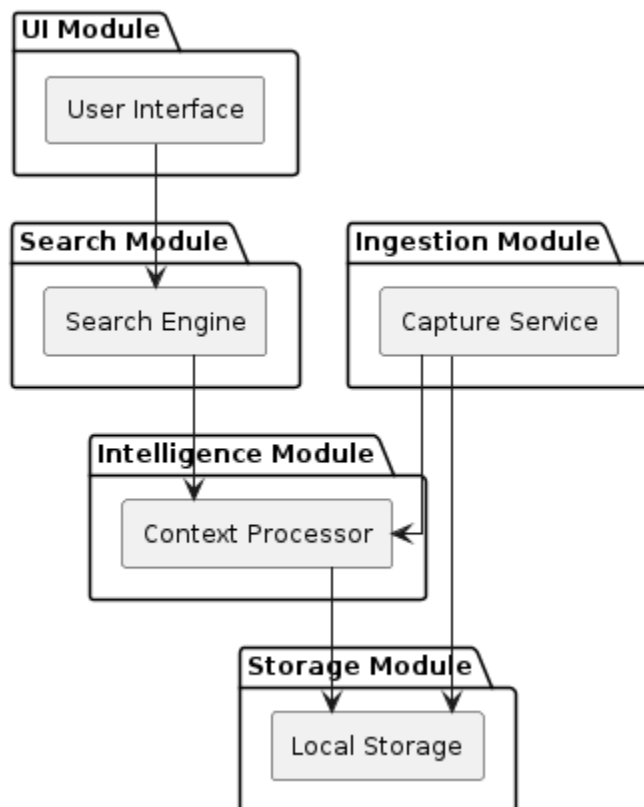 UI Module
User Interface
Search Module
Ingestion Module
Search Engine
Capture Service
Intelligence Module
Context Processor
Storage Module
Local Storage